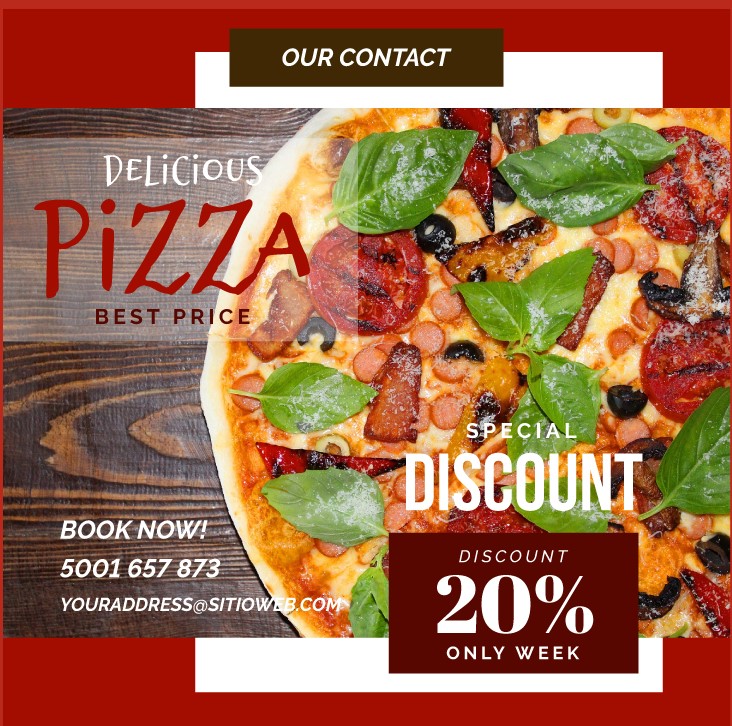 OUR CONTACT
DELiCiOUS
PiZZA
BEST PRICE
SPECIAL
DISCOUNT
BOOK NOW!
5001 657 873
YOURADDRESS@SITIOWEB.COM
DISCOUNT
20%
ONLY WEEK